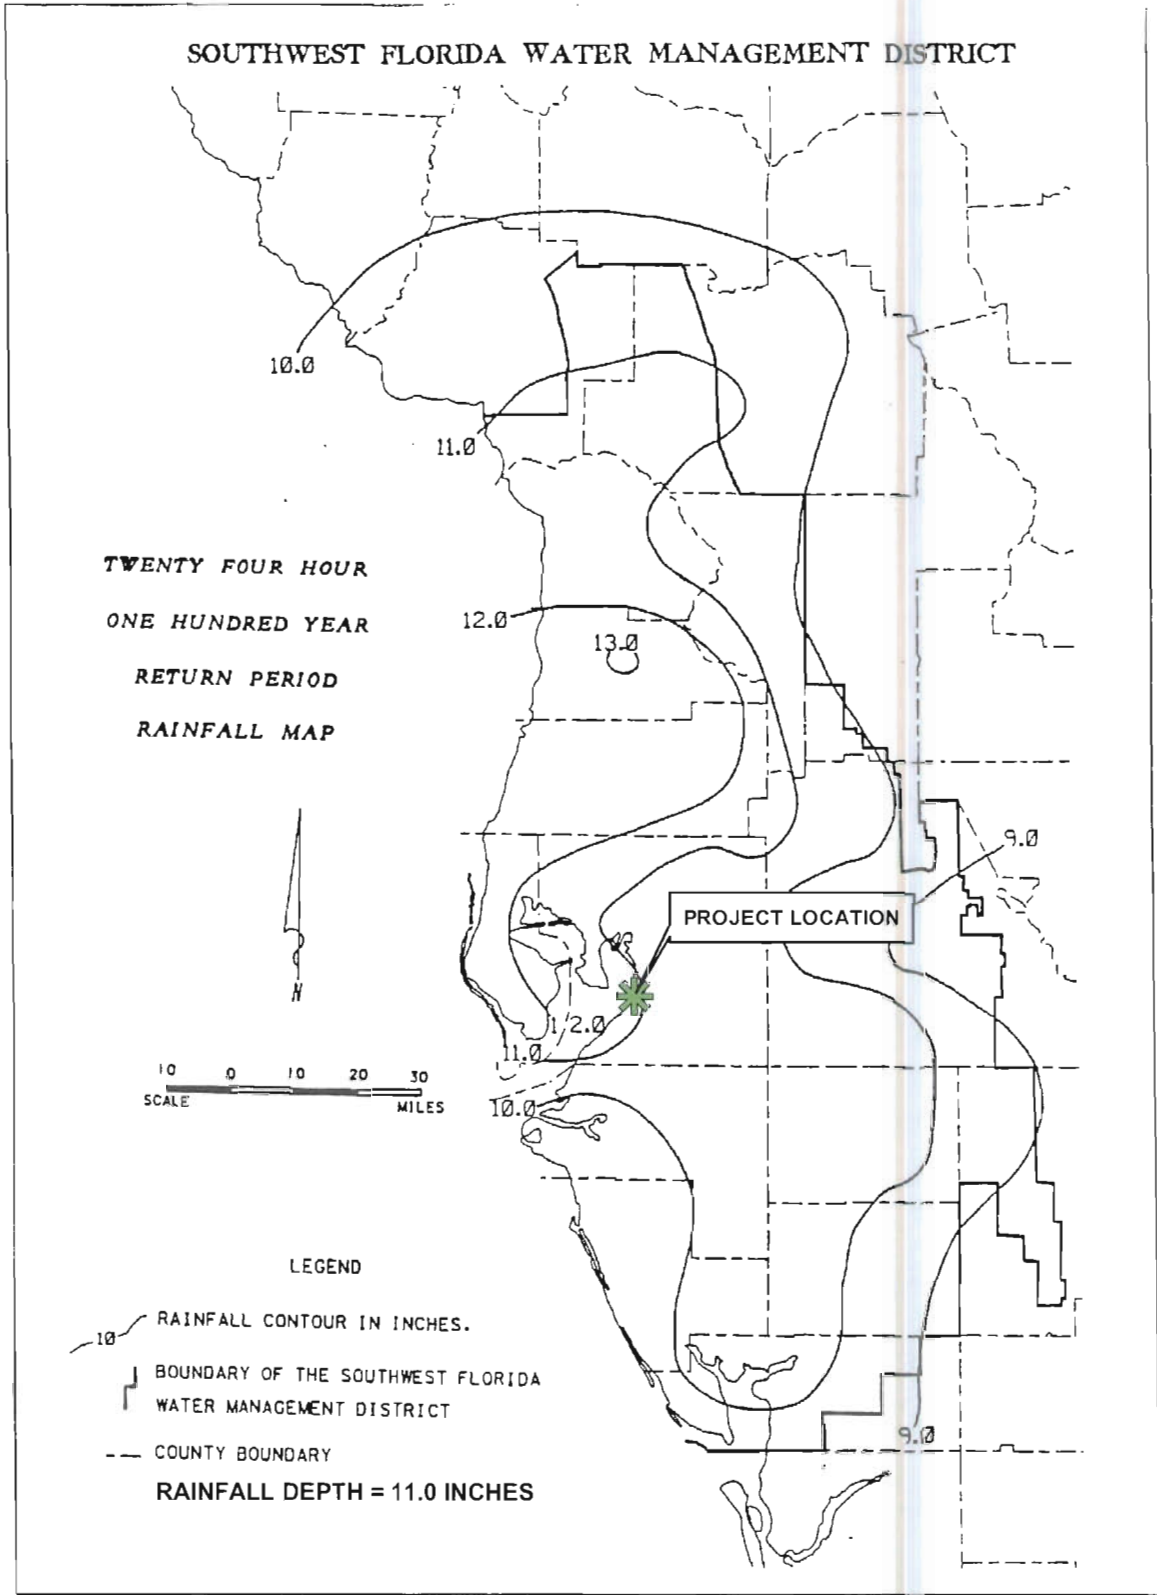 SOUTHWEST FLORIDA WATER MANAGEMENT DISTRICT
10.0
11.0
TWENTY FOUR HOUR
ONE HUNDRED YEAR
RETURN PERIOD
RAINFALL MAP
12.0
13.0
9.0
PROJECT LOCATION
N
12.0
11.0
10 0 10 20 30
SCALE MILES
10.0
LEGEND
10 RAINFALL CONTOUR IN INCHES.
BOUNDARY OF THE SOUTHWEST FLORIDA
WATER MANAGEMENT DISTRICT
COUNTY BOUNDARY
9.0
RAINFALL DEPTH = 11.0 INCHES